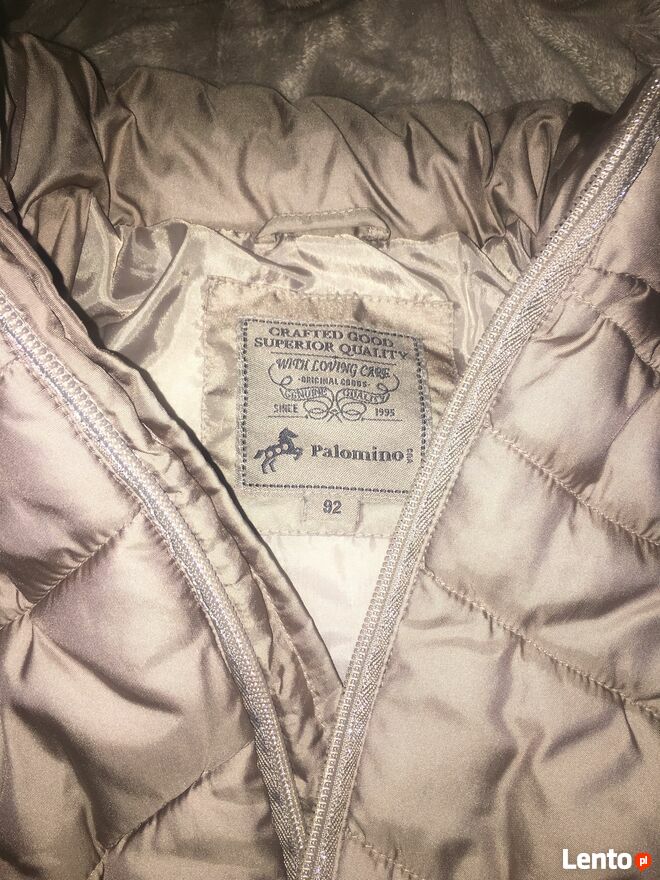 CRAFTED GOOD
SUPERIOR QUALITY
WITH LOVING CARE
-ORIGINAL GOODS-
GENUINE QUALITY
SINCE 1995
Palomino
C&A
92
Lento pl